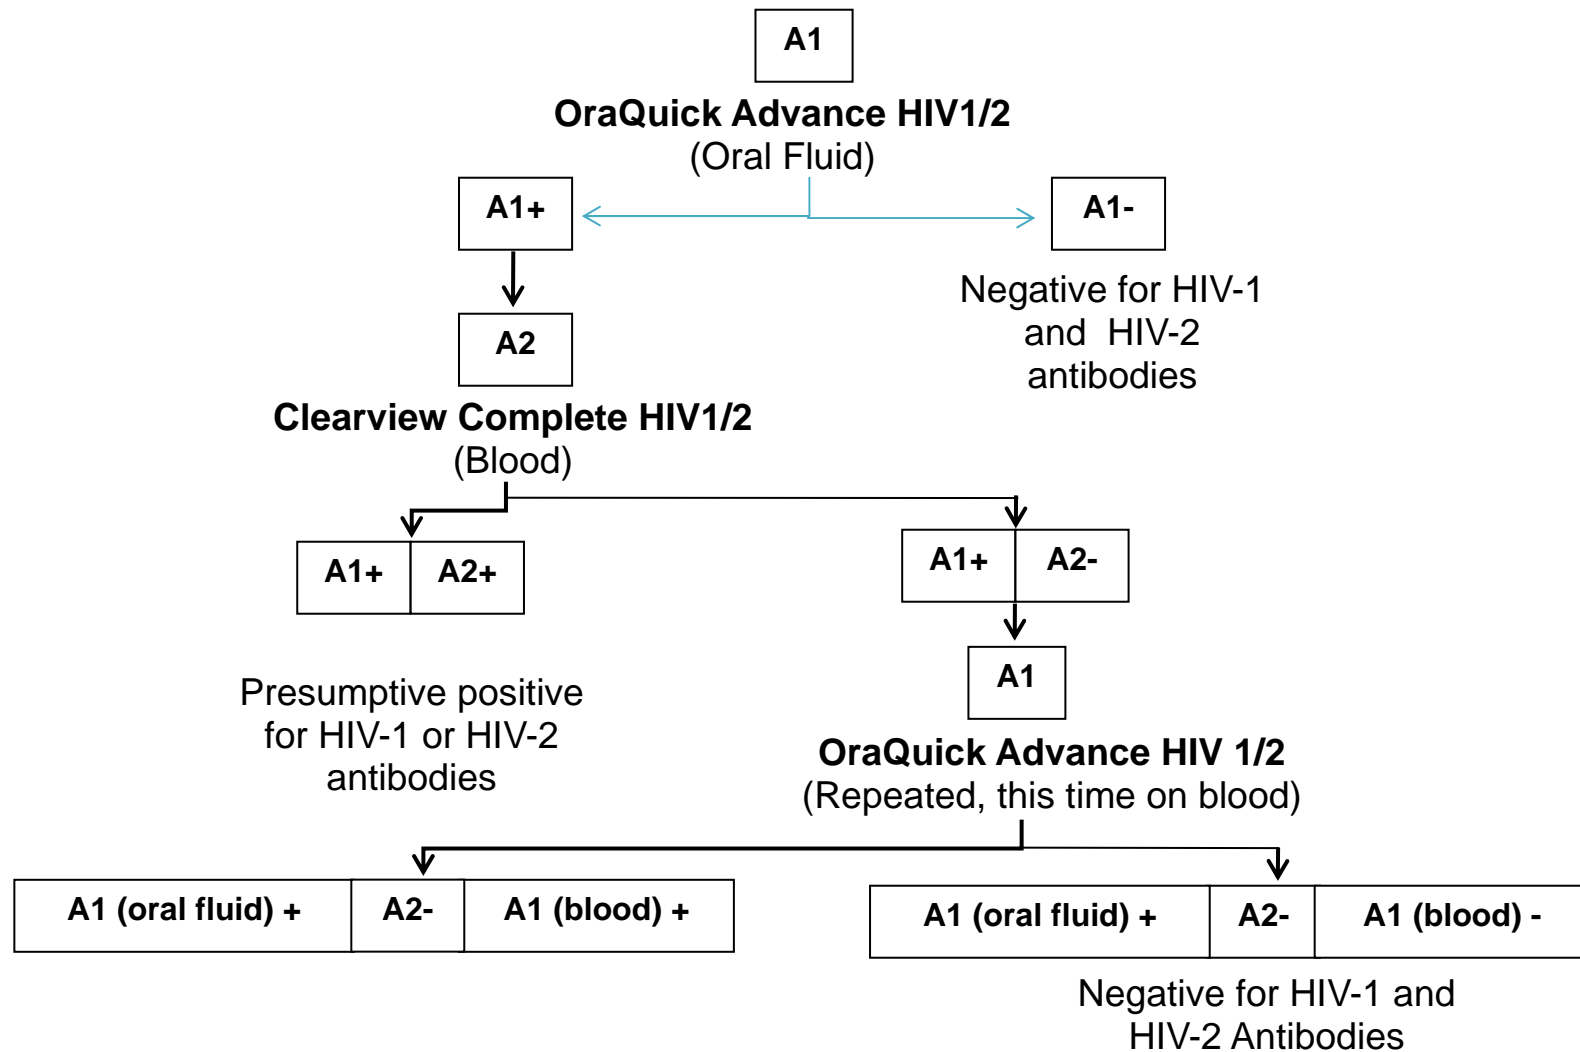 A1
OraQuick Advance HIV1/2
(Oral Fluid)
A1+
A1-
Negative for HIV-1
and HIV-2
antibodies
A2
Clearview Complete HIV1/2
(Blood)
A1+ A2+
A1+ A2-
Presumptive positive
for HIV-1 or HIV-2
antibodies
A1
OraQuick Advance HIV 1/2
(Repeated, this time on blood)
A1 (oral fluid) + A2- A1 (blood) +
A1 (oral fluid) + A2- A1 (blood) -
Negative for HIV-1 and
HIV-2 Antibodies